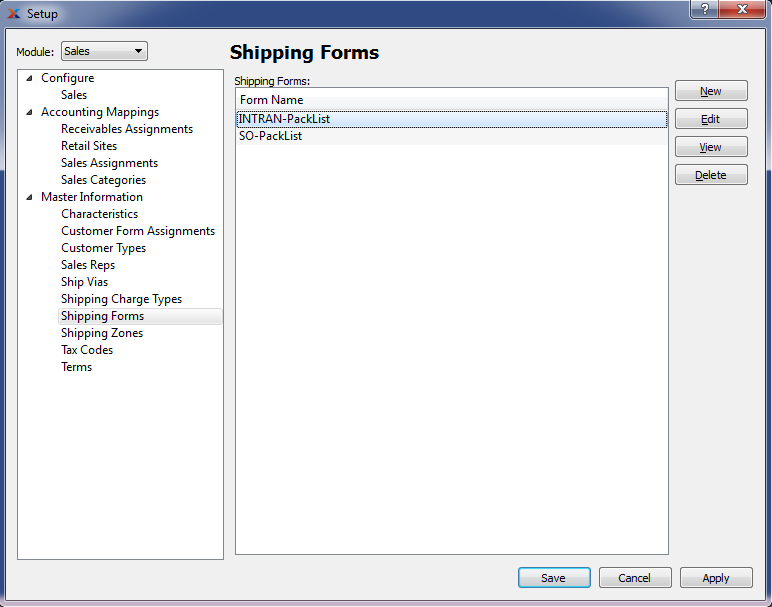 Setup
?
X
Module: Sales
Shipping Forms
Configure
Sales
Accounting Mappings
Receivables Assignments
Retail Sites
Sales Assignments
Sales Categories
Master Information
Characteristics
Customer Form Assignments
Customer Types
Sales Reps
Ship Vias
Shipping Charge Types
Shipping Forms
Shipping Zones
Tax Codes
Terms
Shipping Forms:
Form Name
INTRAN-PackList
SO-PackList
New
Edit
View
Delete
Save Cancel Apply